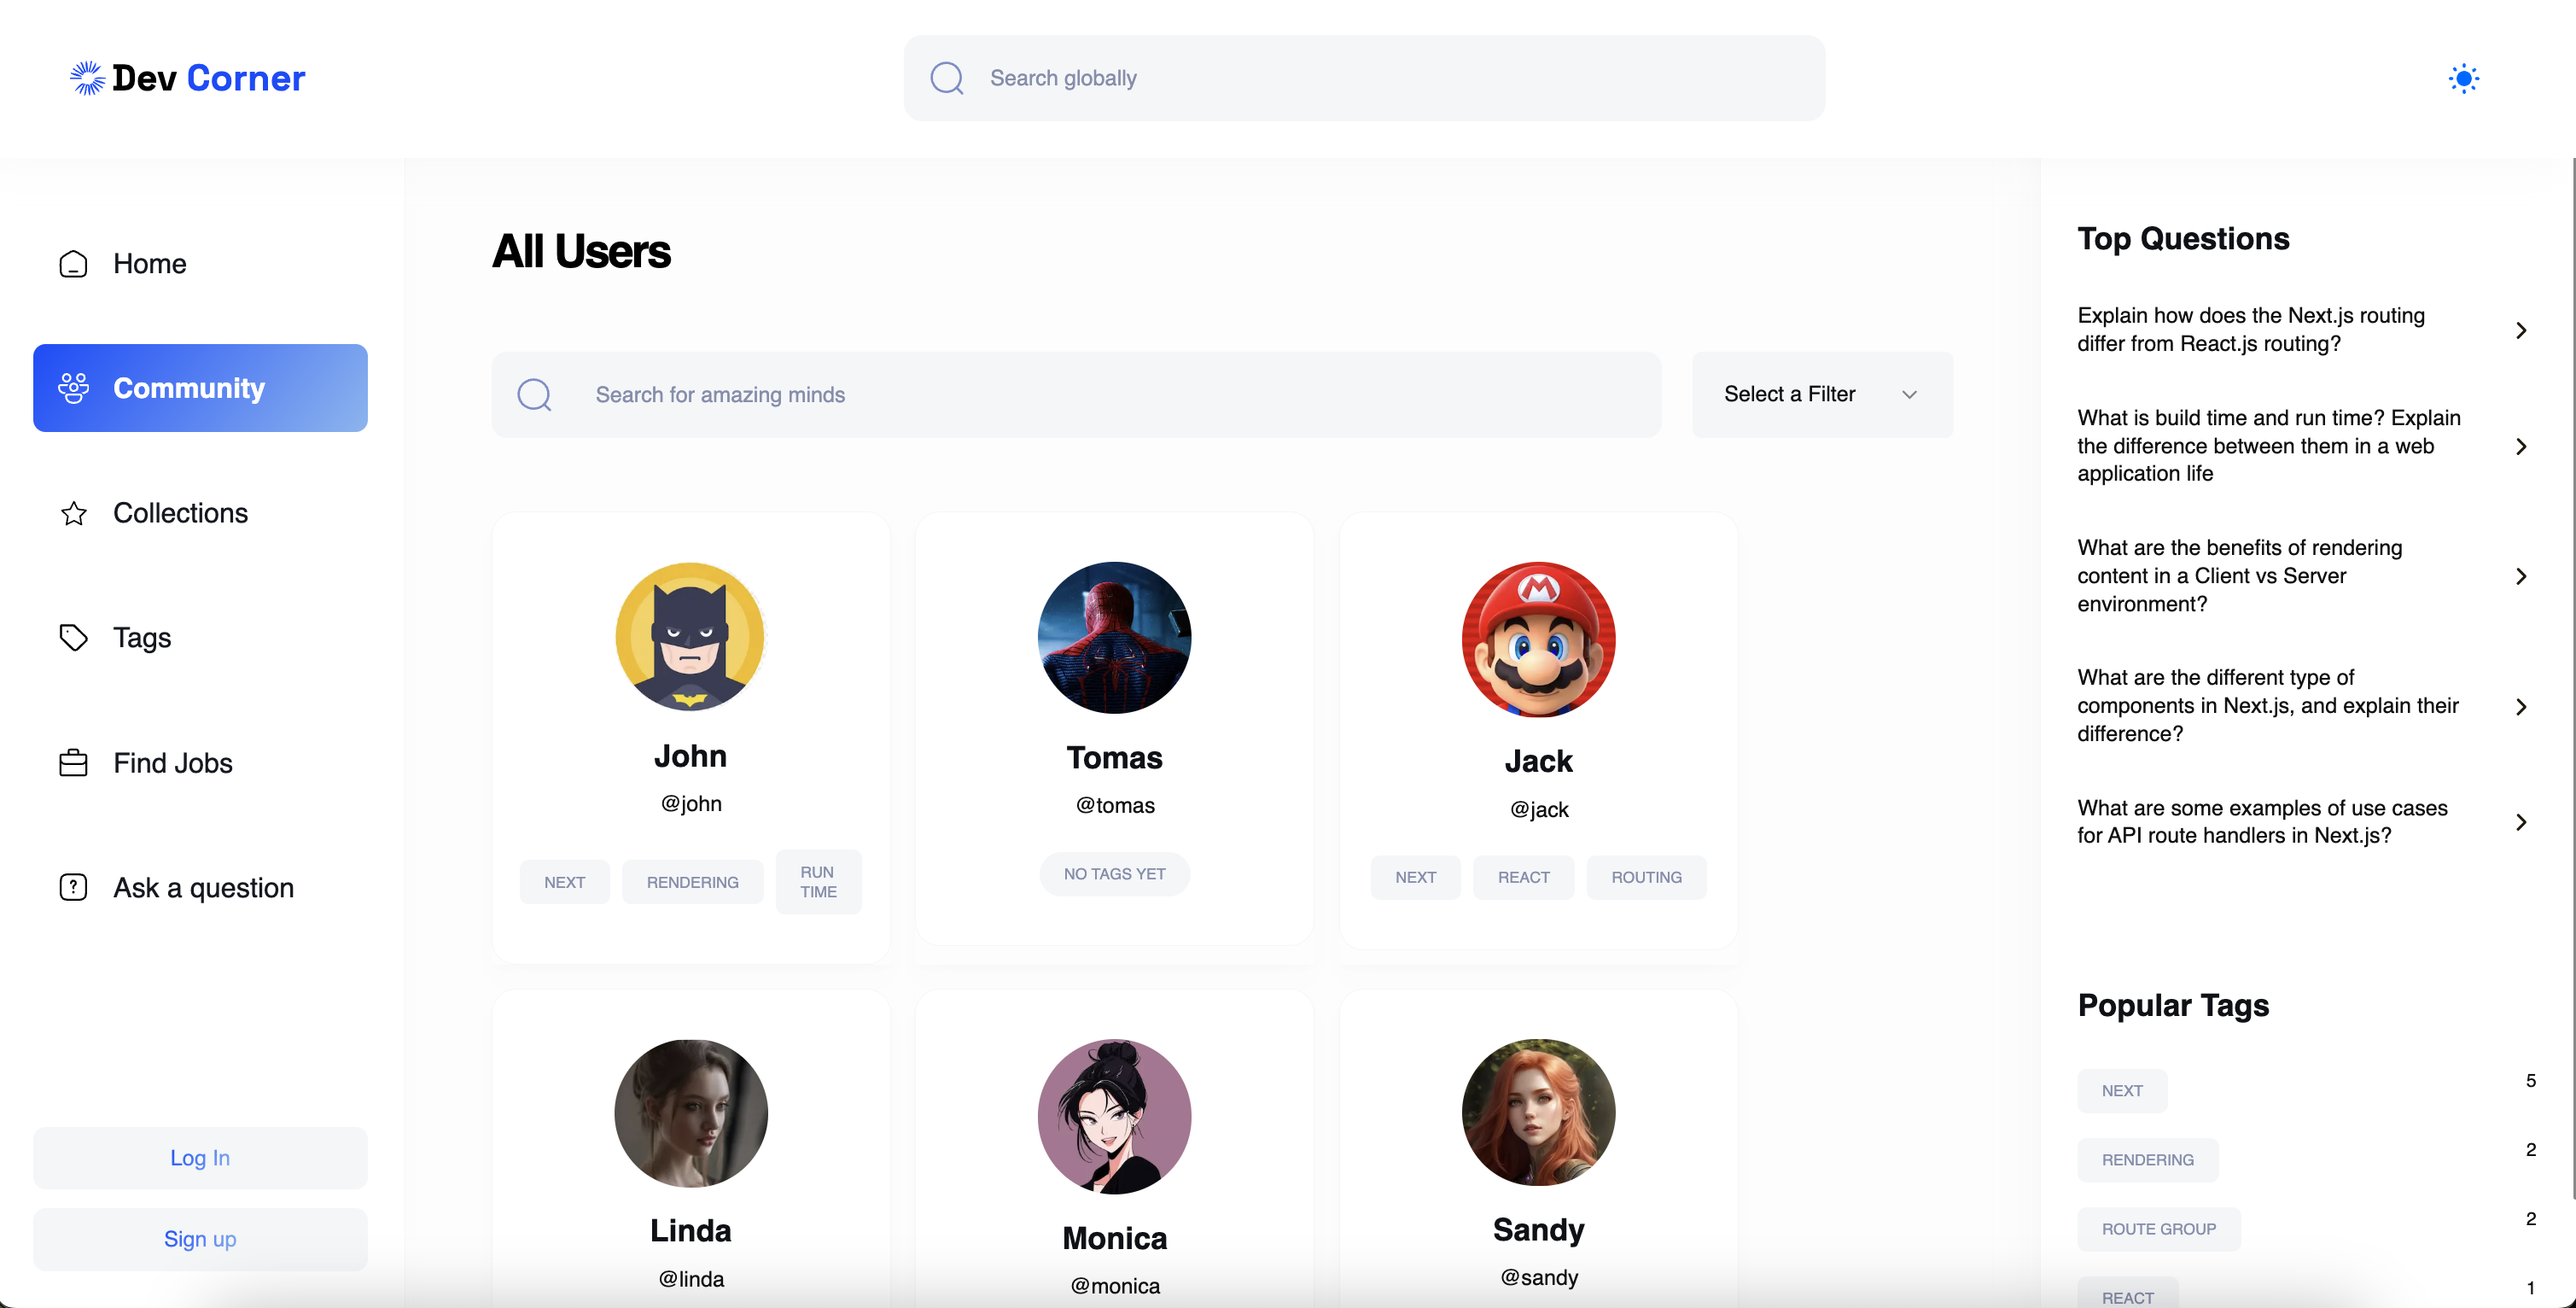 Dev Corner
Search globally
Home
Community
Collections
Tags
Find Jobs
Ask a question
Log In
Sign up
All Users
Search for amazing minds
Select a Filter
John
@john
NEXT
RENDERING
RUN
TIME
Tomas
@tomas
NO TAGS YET
Jack
@jack
NEXT
REACT
ROUTING
Linda
@linda
Monica
@monica
Sandy
@sandy
Top Questions
Explain how does the Next.js routing
differ from React.js routing?
What is build time and run time? Explain
the difference between them in a web
application life
What are the benefits of rendering
content in a Client vs Server
environment?
What are the different type of
components in Next.js, and explain their
difference?
What are some examples of use cases
for API route handlers in Next.js?
Popular Tags
NEXT 5
RENDERING 2
ROUTE GROUP 2
REACT 1